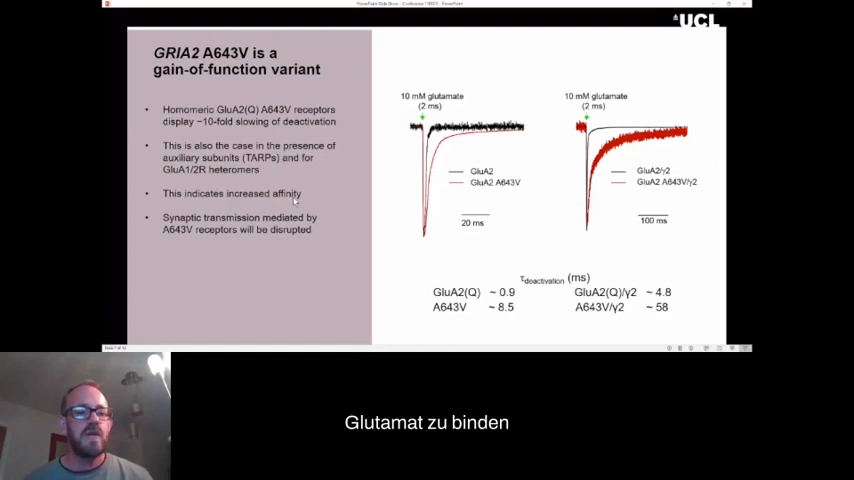 UCL
GRIA2 A643V is a
gain-of-function variant
• Homomeric GluA2(Q) A643V receptors
display ~10-fold slowing of deactivation
• This is also the case in the presence of
auxiliary subunits (TARPs) and for
GluA1/2R heteromers
• This indicates increased affinity
• Synaptic transmission mediated by
A643V receptors will be disrupted
10 mM glutamate
(2 ms)
GluA2
GluA2 A643V
20 ms
10 mM glutamate
(2 ms)
GluA2/γ2
GluA2 A643V/γ2
100 ms
τdeactivation (ms)
GluA2(Q) ~ 0.9 GluA2(Q)/γ2 ~ 4.8
A643V ~ 8.5 A643V/γ2 ~ 58
Glutamat zu binden